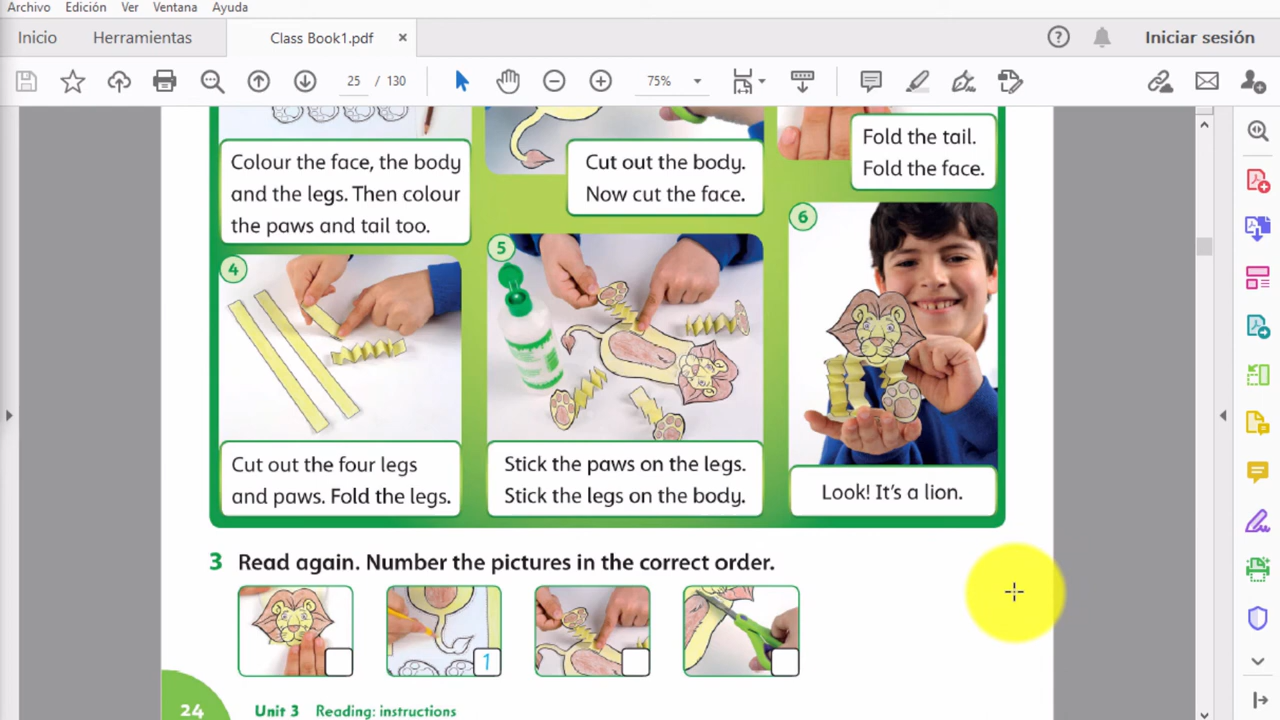 Archivo Edición Ver Ventana Ayuda
Inicio Herramientas Class Book1.pdf × Iniciar sesión
25 / 130 75%
Colour the face, the body
and the legs. Then colour
the paws and tail too.
Cut out the body.
Now cut the face.
Fold the tail.
Fold the face.
4
Cut out the four legs
and paws. Fold the legs.
5
Stick the paws on the legs.
Stick the legs on the body.
6
Look! It's a lion.
3 Read again. Number the pictures in the correct order.
1
24 Unit 3 Reading: instructions